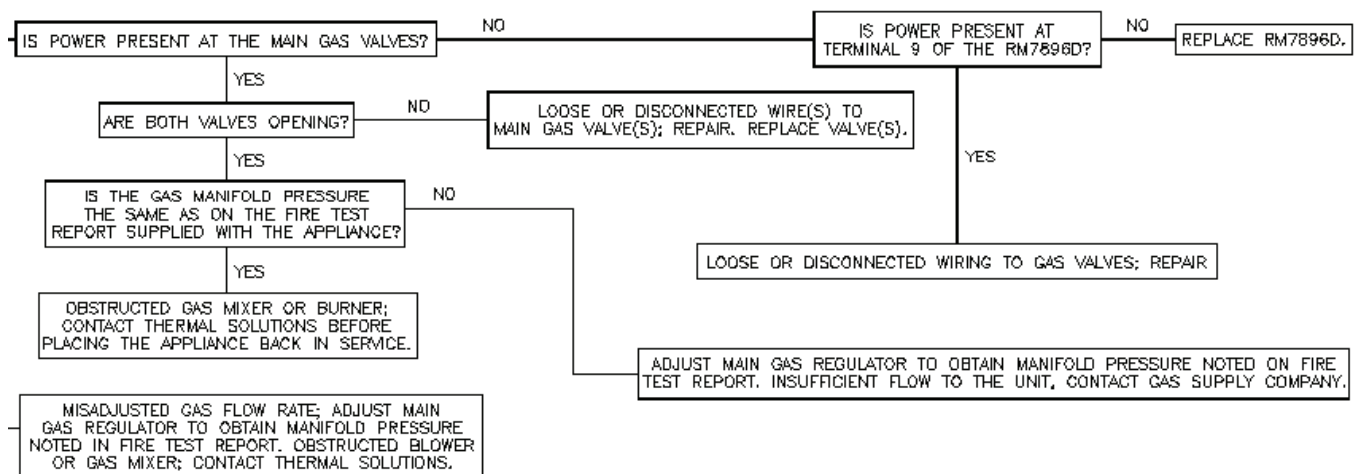 IS POWER PRESENT AT THE MAIN GAS VALVES?
NO
IS POWER PRESENT AT
TERMINAL 9 OF THE RM7896D?
NO
REPLACE RM7896D.
YES
ARE BOTH VALVES OPENING?
NO
LOOSE OR DISCONNECTED WIRE(S) TO
MAIN GAS VALVE(S); REPAIR. REPLACE VALVE(S).
YES
YES
IS THE GAS MANIFOLD PRESSURE
THE SAME AS ON THE FIRE TEST
REPORT SUPPLIED WITH THE APPLIANCE?
NO
LOOSE OR DISCONNECTED WIRING TO GAS VALVES; REPAIR
YES
OBSTRUCTED GAS MIXER OR BURNER;
CONTACT THERMAL SOLUTIONS BEFORE
PLACING THE APPLIANCE BACK IN SERVICE.
ADJUST MAIN GAS REGULATOR TO OBTAIN MANIFOLD PRESSURE NOTED ON FIRE
TEST REPORT. INSUFFICIENT FLOW TO THE UNIT, CONTACT GAS SUPPLY COMPANY.
MISADJUSTED GAS FLOW RATE; ADJUST MAIN
GAS REGULATOR TO OBTAIN MANIFOLD PRESSURE
NOTED IN FIRE TEST REPORT. OBSTRUCTED BLOWER
OR GAS MIXER; CONTACT THERMAL SOLUTIONS.